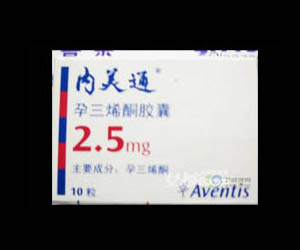 内美通®
孕三烯酮胶囊
2.5mg
主要成分：孕三烯酮
10粒
Aventis